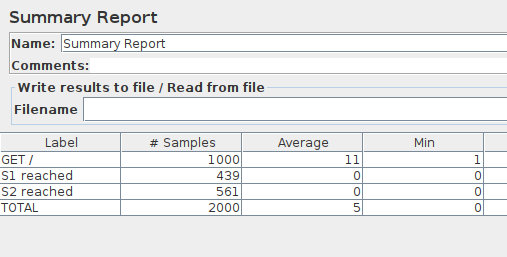 Summary Report
Name: Summary Report
Comments:
Write results to file / Read from file
Filename
Label # Samples Average Min
GET / 1000 11 1
S1 reached 439 0 0
S2 reached 561 0 0
TOTAL 2000 5 0